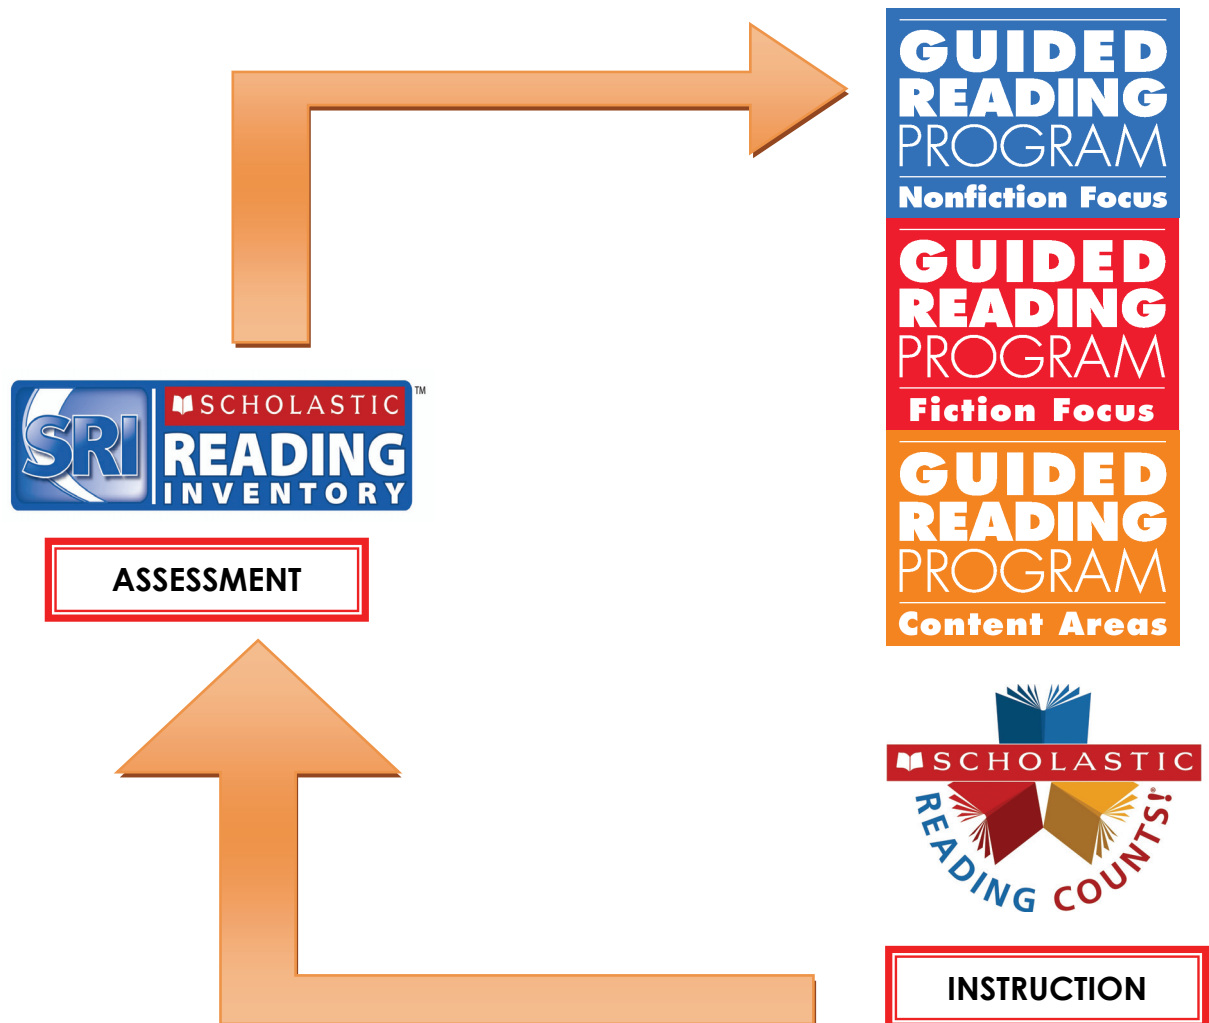 GUIDED
READING
PROGRAM
Nonfiction Focus
GUIDED
READING
PROGRAM
Fiction Focus
GUIDED
READING
PROGRAM
Content Areas
SRI
SCHOLASTIC
READING
INVENTORY
TM
ASSESSMENT
SCHOLASTIC
READING COUNTS!®
INSTRUCTION